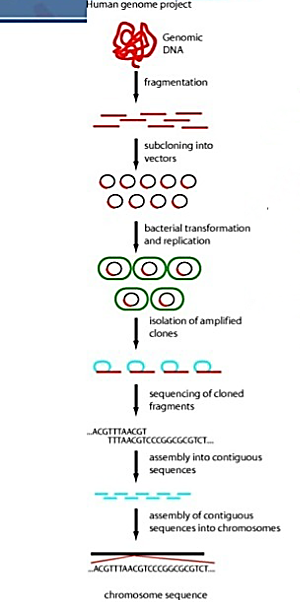 Human genome project
Genomic
DNA
fragmentation
subcloning into
vectors
bacterial transformation
and replication
isolation of amplified
clones
sequencing of cloned
fragments
...ACGTTTAACGT
TTTAACGTCCCGGCGCGTCT...
assembly into contiguous
sequences
assembly of contiguous
sequences into chromosomes
...ACGTTTAACGTCCCGGCGCGTCT...
chromosome sequence